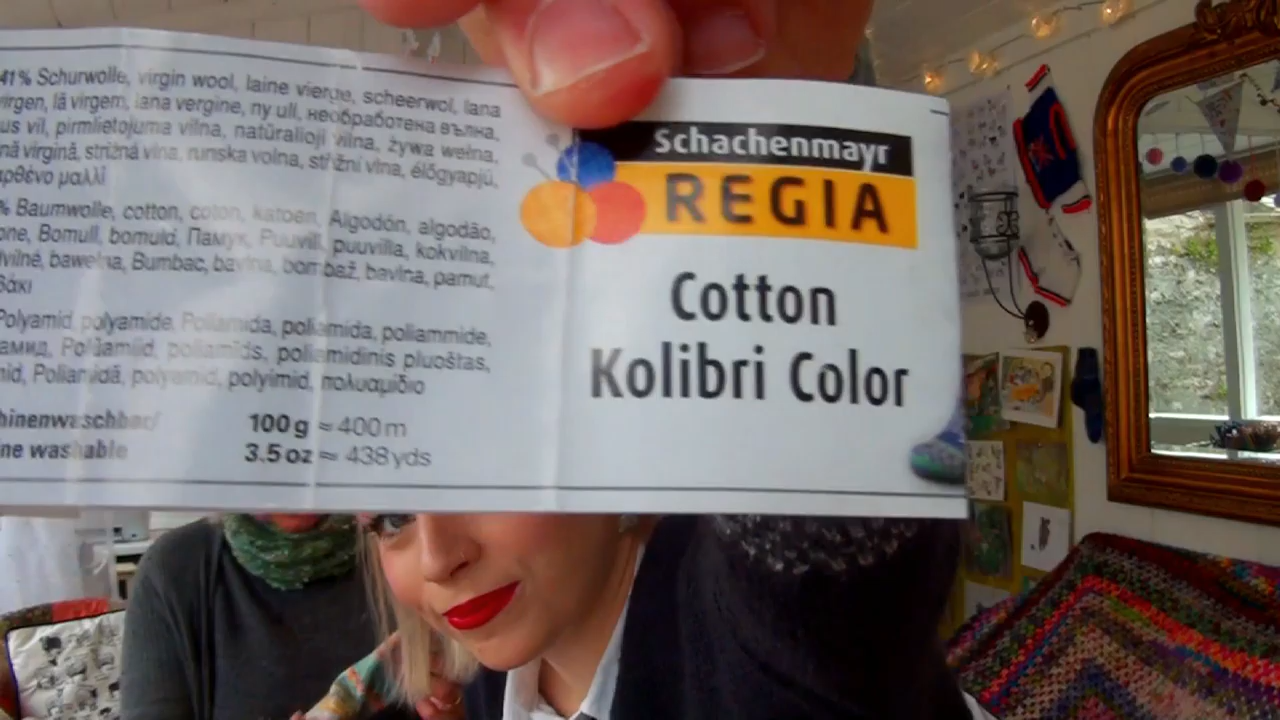 41% Schurwolle, virgin wool, laine vierge, scheerwol, lana
virgen, lã virgem, lana vergine, ny ull, необработена вълна,
us vil, pirmlietojuma vilna, natūralioji vilna, żywa wełna,
nă virgină, strižná vlna, runska volna, střižní vlna, élőgyapjú,
ρθένο μαλλί
% Baumwolle, cotton, coton, katoen, Algodón, algodão,
one, Bomull, bomuld, Памук, Puuvill, puuvilla, kokvilna,
vilnė, bawełna, Bumbac, bavlna, bombaž, bavlna, pamut,
βάκι
Polyamid, polyamide, Poliamida, poliamida, poliammide,
амид, Polüamiid, poliamīds, poliamidinis pluoštas,
mid, Poliamidă, polyamid, polyimid, πολυαμίδιο
hinenwaschbar/
ne washable
100 g ≈ 400 m
3.5 oz ≈ 438 yds
Schachenmayr
REGIA
Cotton
Kolibri Color